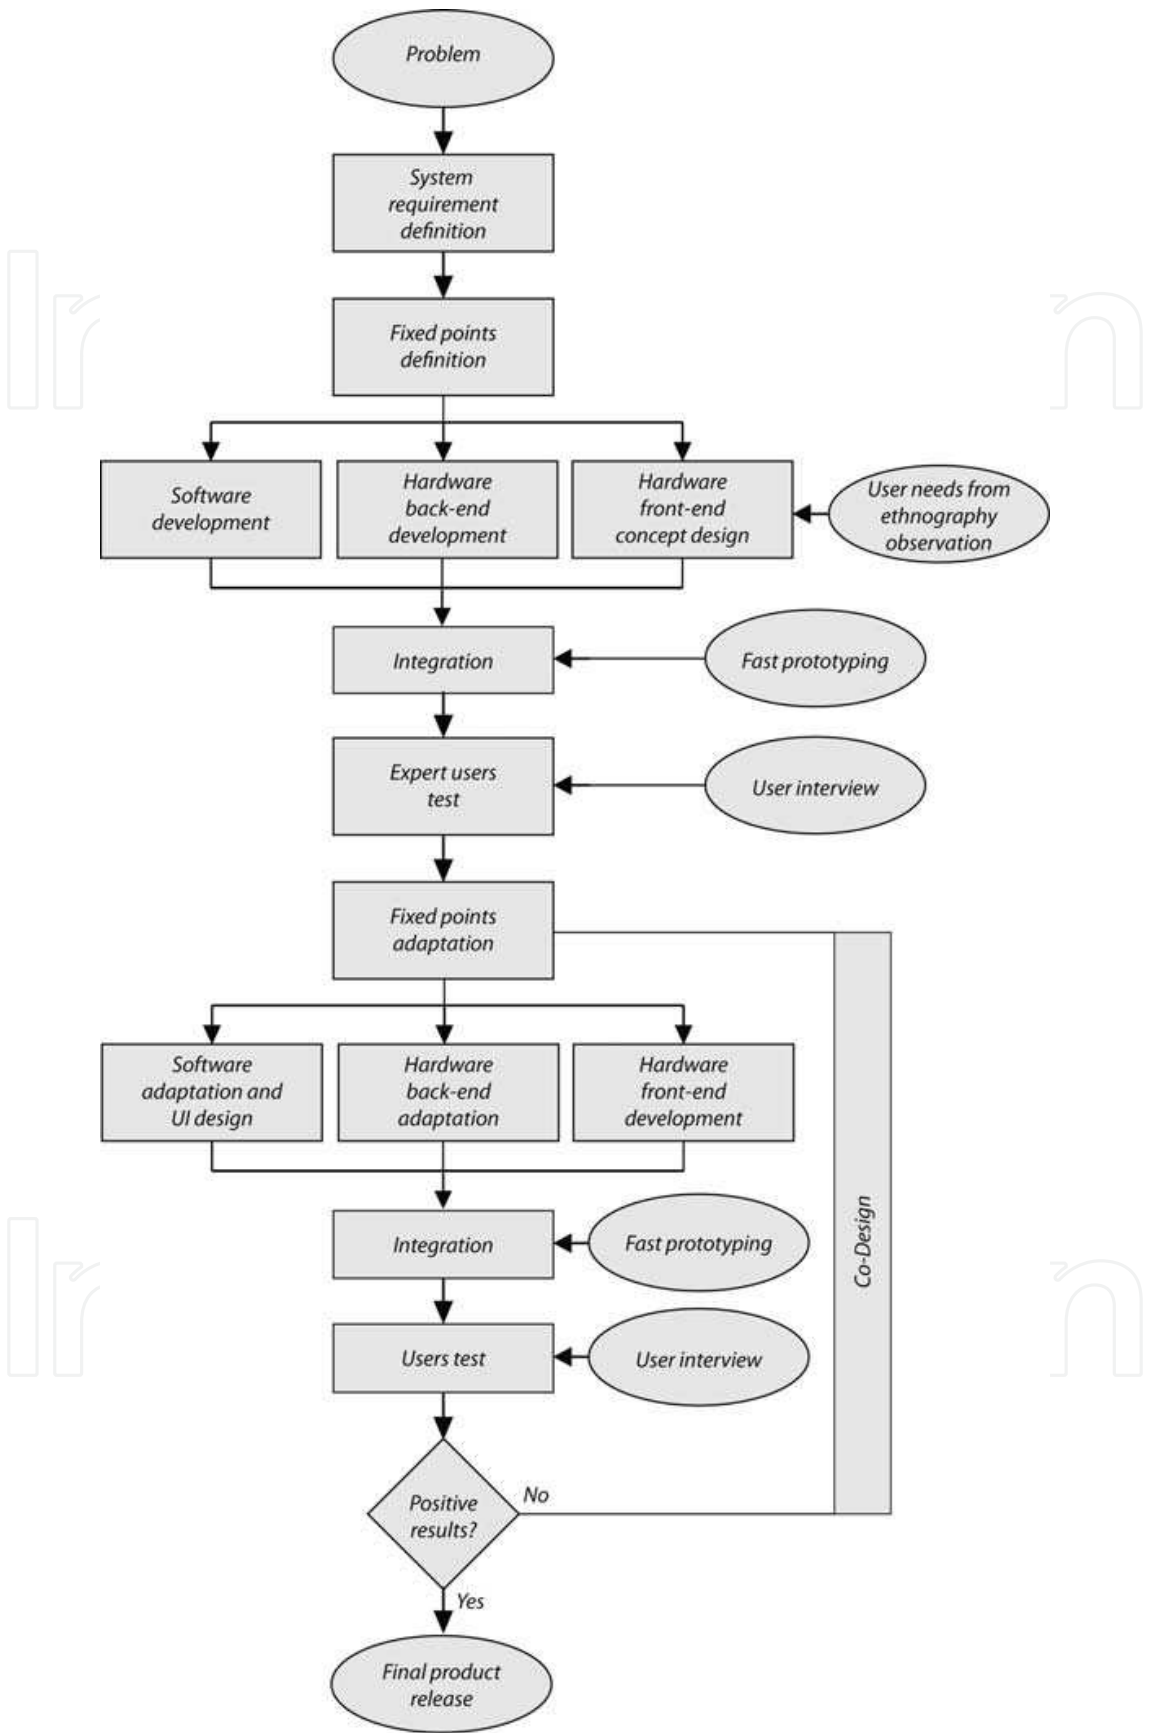 Problem
System
requirement
definition
Fixed points
definition
Software
development
Hardware
back-end
development
Hardware
front-end
concept design
User needs from
ethnography
observation
Integration
Fast prototyping
Expert users
test
User interview
Fixed points
adaptation
Software
adaptation and
UI design
Hardware
back-end
adaptation
Hardware
front-end
development
Co-Design
Integration
Fast prototyping
Users test
User interview
Positive
results?
No
Yes
Final product
release